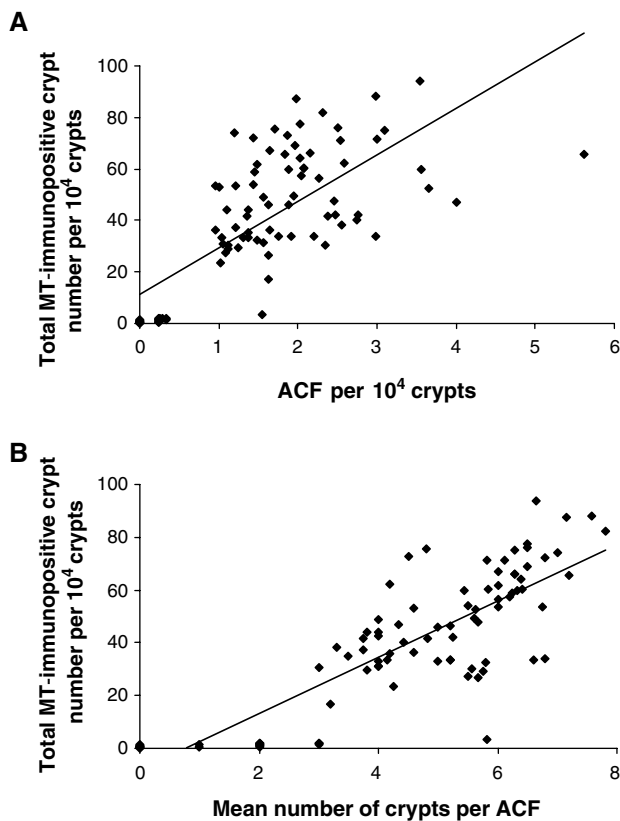 A
Total MT-immunopositive crypt
number per 10⁴ crypts
100
80
60
40
20
0
0 1 2 3 4 5 6
ACF per 10⁴ crypts
B
Total MT-immunopositive crypt
number per 10⁴ crypts
100
80
60
40
20
0
0 2 4 6 8
Mean number of crypts per ACF